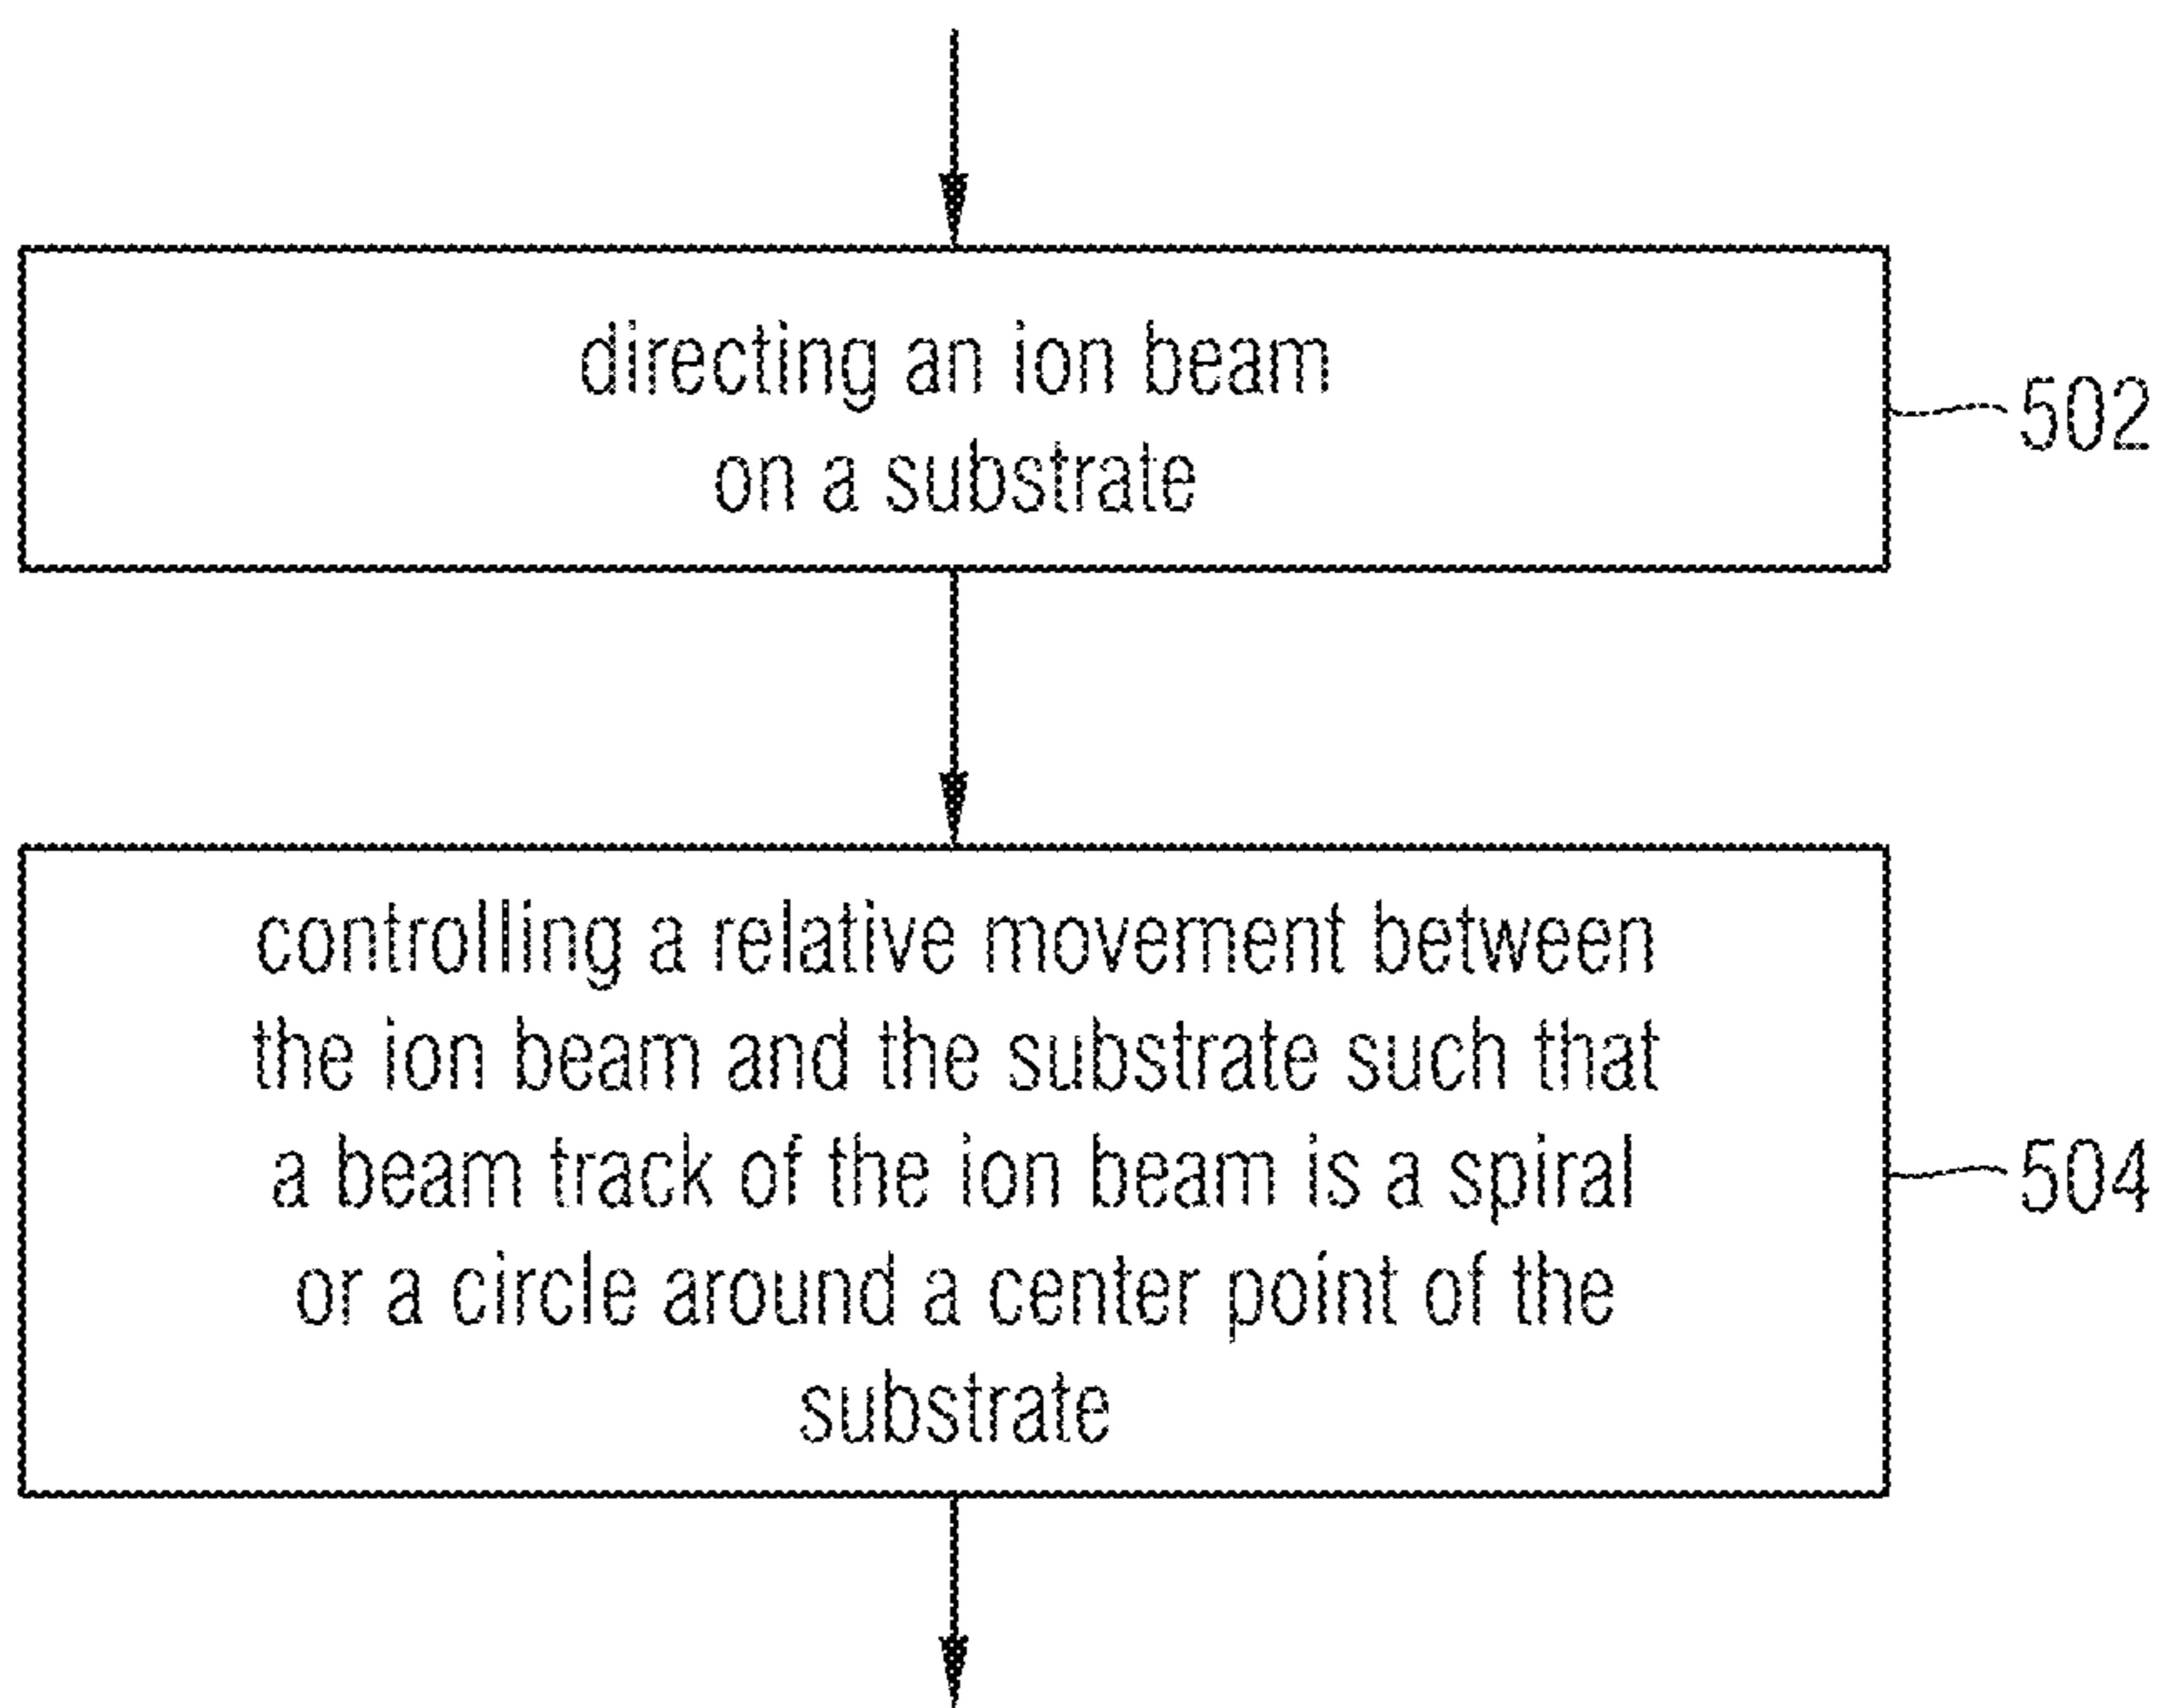 directing an ion beam
on a substrate
502
controlling a relative movement between
the ion beam and the substrate such that
a beam track of the ion beam is a spiral
or a circle around a center point of the
substrate
504